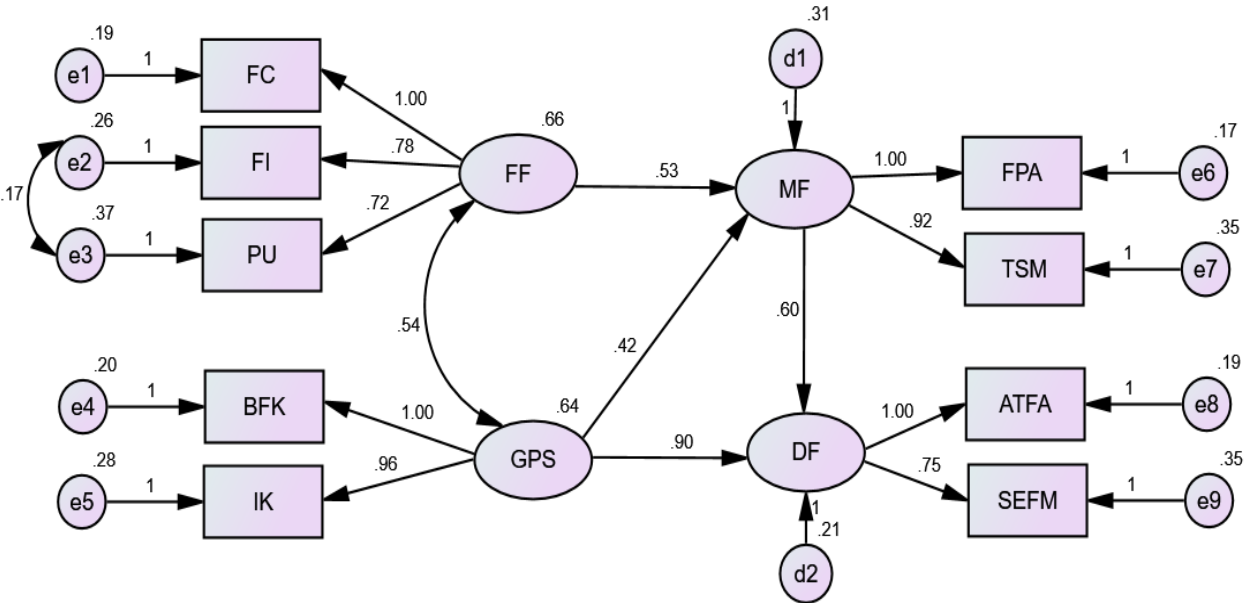 .31
.19
d1
e1
1
FC
1.00
1
.66
.26
.17
e2
1
FI
.78
FF
.53
MF
1.00
FPA
1
e6
.17
.37
.72
.92
.35
e3
1
PU
TSM
1
e7
.54
.60
.42
.20
.19
e4
1
BFK
1.00
.64
1.00
ATFA
1
e8
.28
.96
GPS
.90
DF
.75
.35
e5
1
IK
SEFM
1
e9
1
.21
d2